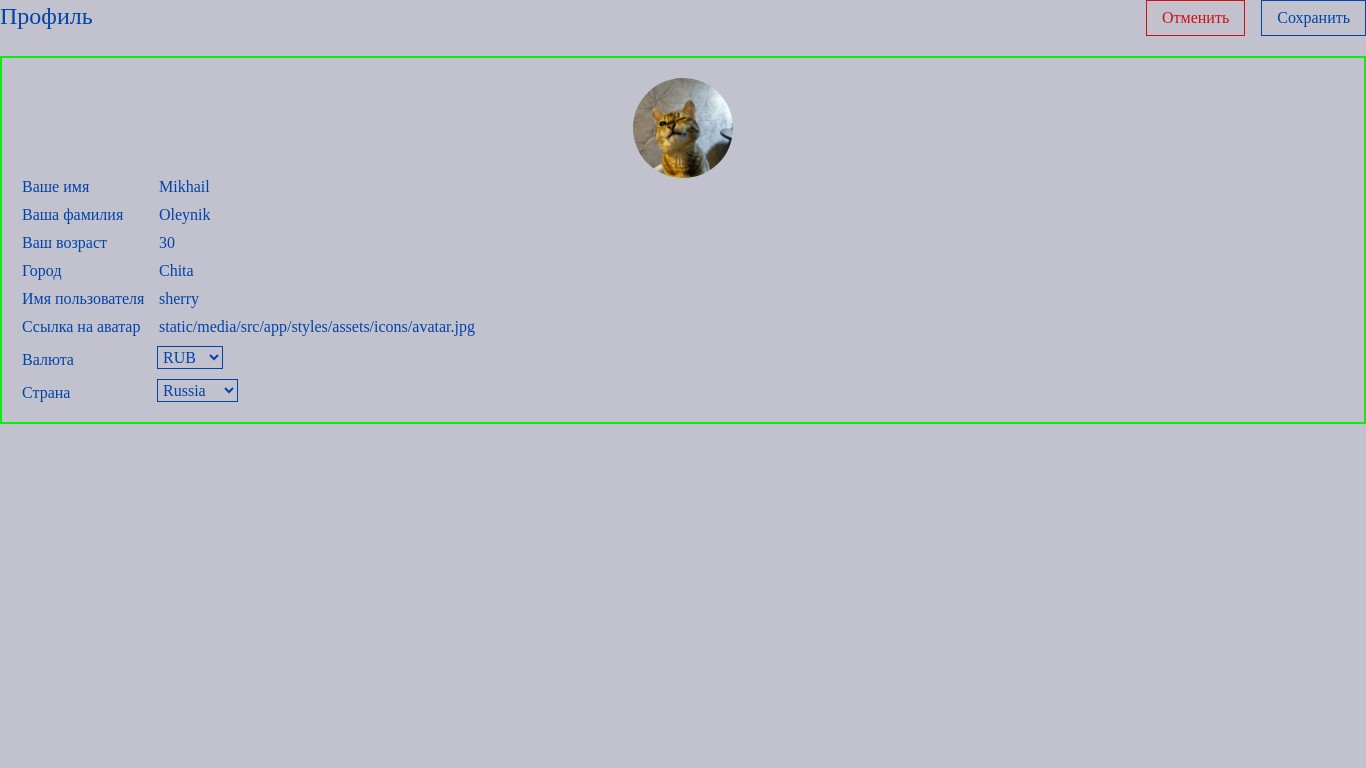 Профиль
Отменить
Сохранить
Ваше имя Mikhail
Ваша фамилия Oleynik
Ваш возраст 30
Город Chita
Имя пользователя sherry
Ссылка на аватар static/media/src/app/styles/assets/icons/avatar.jpg
Валюта RUB
Страна Russia